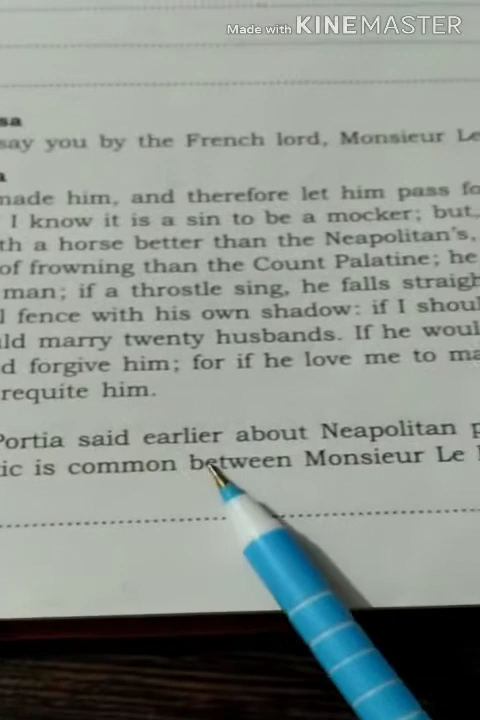 Made with KINEMASTER
sa
say you by the French lord, Monsieur Le
a
made him, and therefore let him pass fo
I know it is a sin to be a mocker; but,
th a horse better than the Neapolitan's,
of frowning than the Count Palatine; he
man; if a throstle sing, he falls straigh
l fence with his own shadow: if I shoul
uld marry twenty husbands. If he woul
d forgive him; for if he love me to ma
requite him.
Portia said earlier about Neapolitan p
ic is common between Monsieur Le